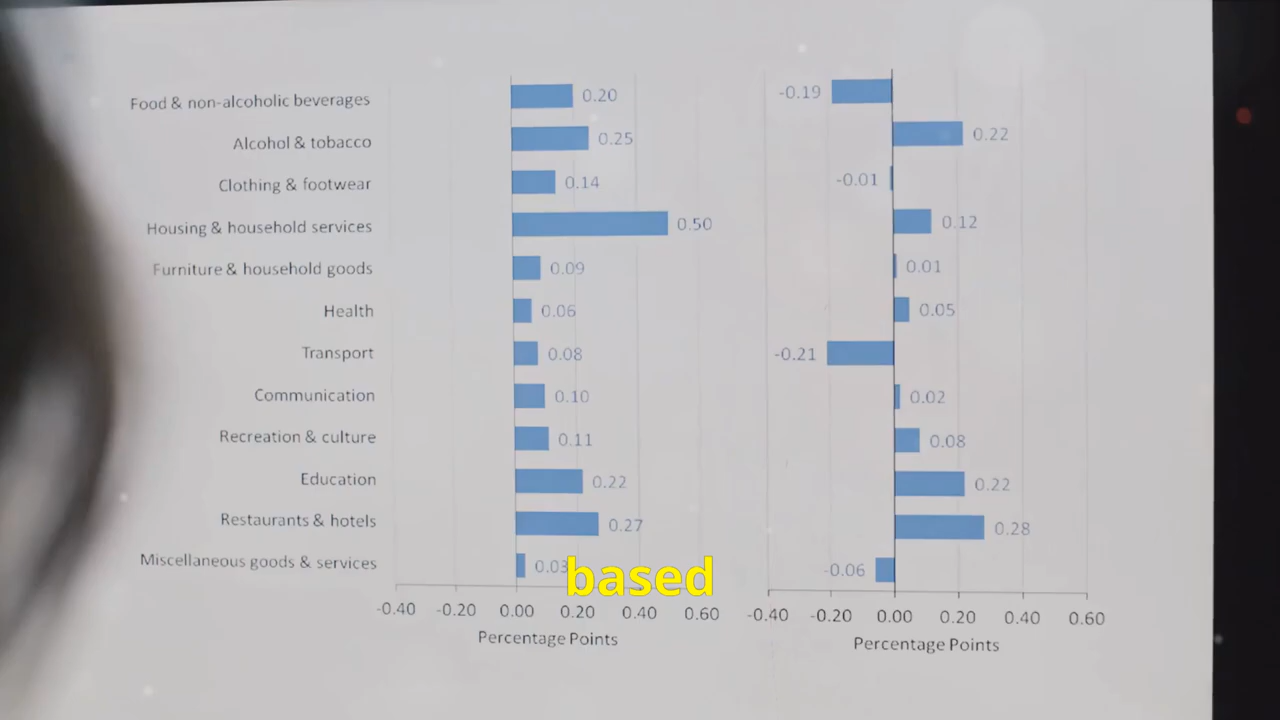 Food & non-alcoholic beverages 0.20 -0.19
Alcohol & tobacco 0.25 0.22
Clothing & footwear 0.14 -0.01
Housing & household services 0.50 0.12
Furniture & household goods 0.09 0.01
Health 0.06 0.05
Transport 0.08 -0.21
Communication 0.10 0.02
Recreation & culture 0.11 0.08
Education 0.22 0.22
Restaurants & hotels 0.27 0.28
Miscellaneous goods & services 0.03 -0.06
based
-0.40 -0.20 0.00 0.20 0.40 0.60 -0.40 -0.20 0.00 0.20 0.40 0.60
Percentage Points Percentage Points